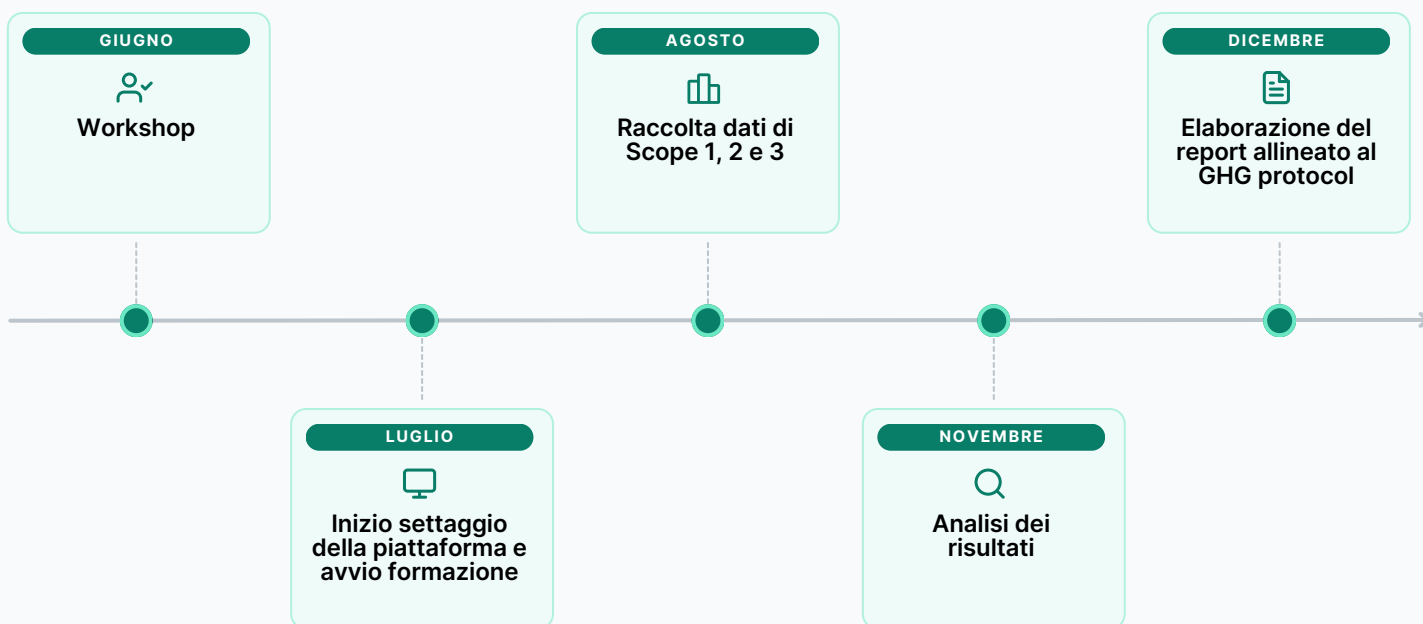 GIUGNO
Workshop
LUGLIO
Inizio settaggio
della piattaforma e
avvio formazione
AGOSTO
Raccolta dati di
Scope 1, 2 e 3
NOVEMBRE
Analisi dei
risultati
DICEMBRE
Elaborazione del
report allineato al
GHG protocol